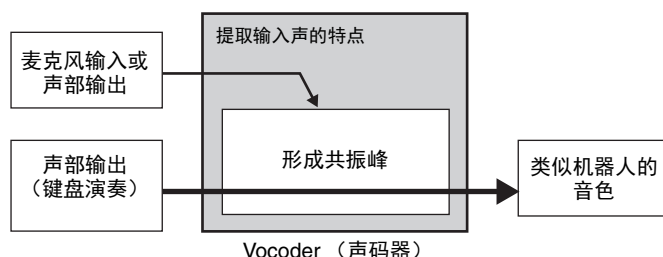 提取输入声的特点
麦克风输入或
声部输出
形成共振峰
声部输出
（键盘演奏）
类似机器人的
音色
Vocoder （声码器）